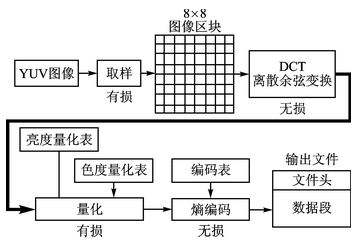 8×8
图像区块
YUV图像
取样
DCT
离散余弦变换
有损
无损
亮度量化表
色度量化表
编码表
输出文件
文件头
量化
熵编码
数据段
有损
无损